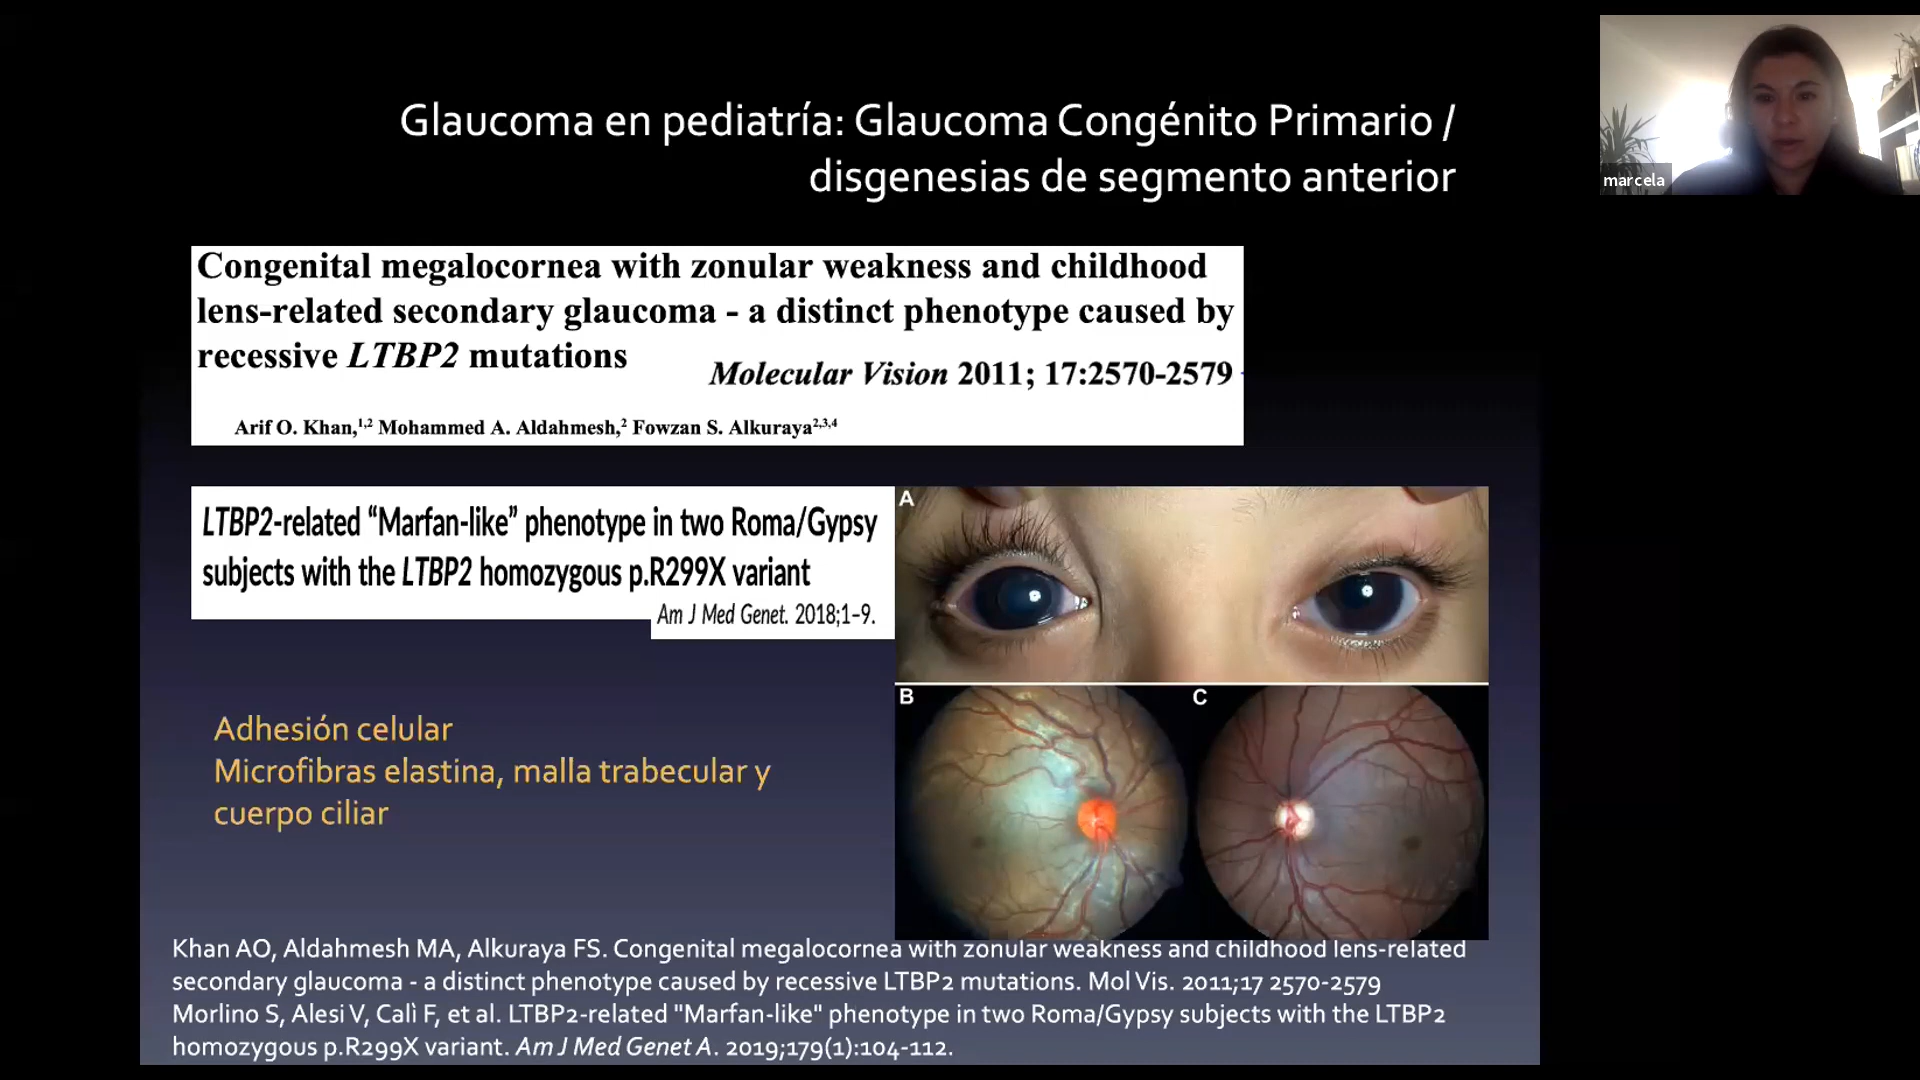 Glaucoma en pediatría: Glaucoma Congénito Primario /
disgenesias de segmento anterior
marcela
Congenital megalocornea with zonular weakness and childhood
lens-related secondary glaucoma - a distinct phenotype caused by
recessive LTBP2 mutations
Molecular Vision 2011; 17:2570-2579
Arif O. Khan,1,2 Mohammed A. Aldahmesh,2 Fowzan S. Alkuraya2,3,4
LTBP2-related “Marfan-like” phenotype in two Roma/Gypsy
subjects with the LTBP2 homozygous p.R299X variant
Am J Med Genet. 2018;1–9.
A
B
C
Adhesión celular
Microfibras elastina, malla trabecular y
cuerpo ciliar
Khan AO, Aldahmesh MA, Alkuraya FS. Congenital megalocornea with zonular weakness and childhood lens-related
secondary glaucoma - a distinct phenotype caused by recessive LTBP2 mutations. Mol Vis. 2011;17 2570-2579
Morlino S, Alesi V, Calì F, et al. LTBP2-related "Marfan-like" phenotype in two Roma/Gypsy subjects with the LTBP2
homozygous p.R299X variant. Am J Med Genet A. 2019;179(1):104-112.